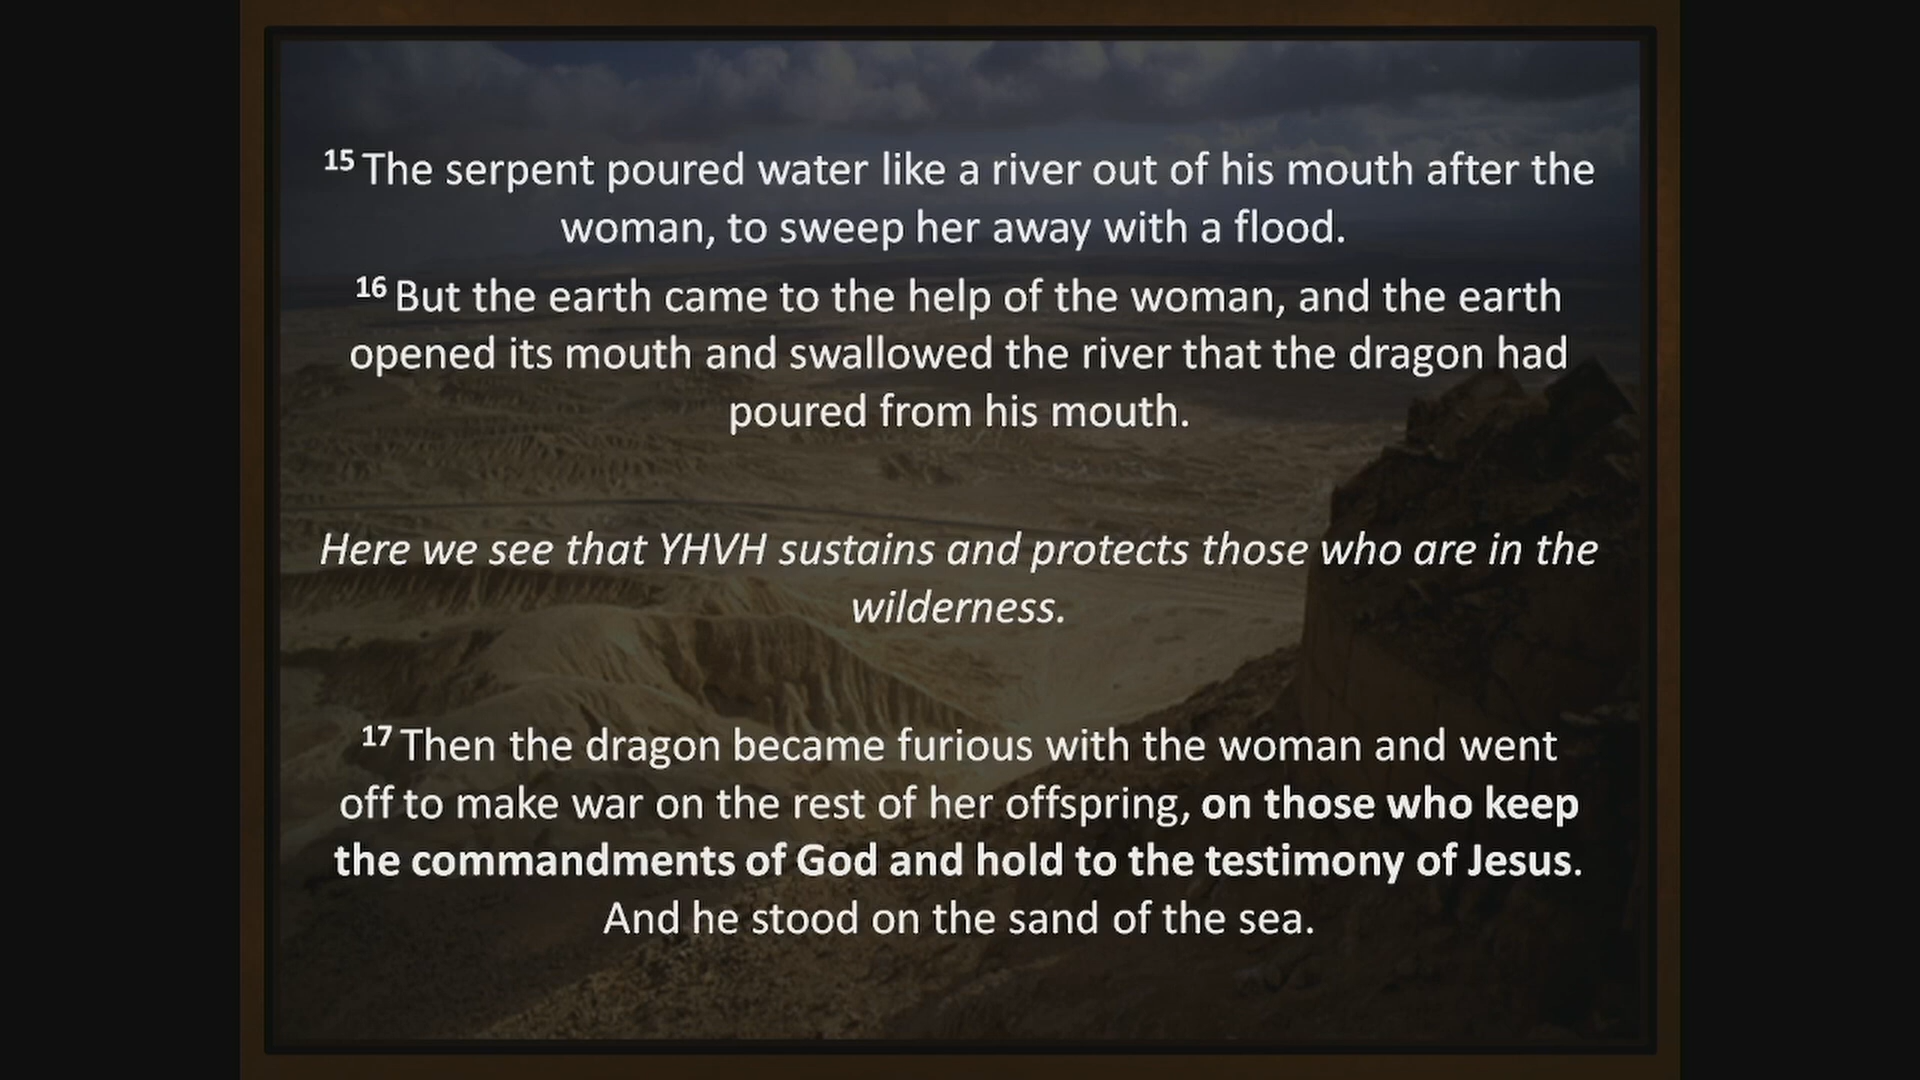 15 The serpent poured water like a river out of his mouth after the
woman, to sweep her away with a flood.
16 But the earth came to the help of the woman, and the earth
opened its mouth and swallowed the river that the dragon had
poured from his mouth.
Here we see that YHVH sustains and protects those who are in the
wilderness.
17 Then the dragon became furious with the woman and went
off to make war on the rest of her offspring, on those who keep
the commandments of God and hold to the testimony of Jesus.
And he stood on the sand of the sea.